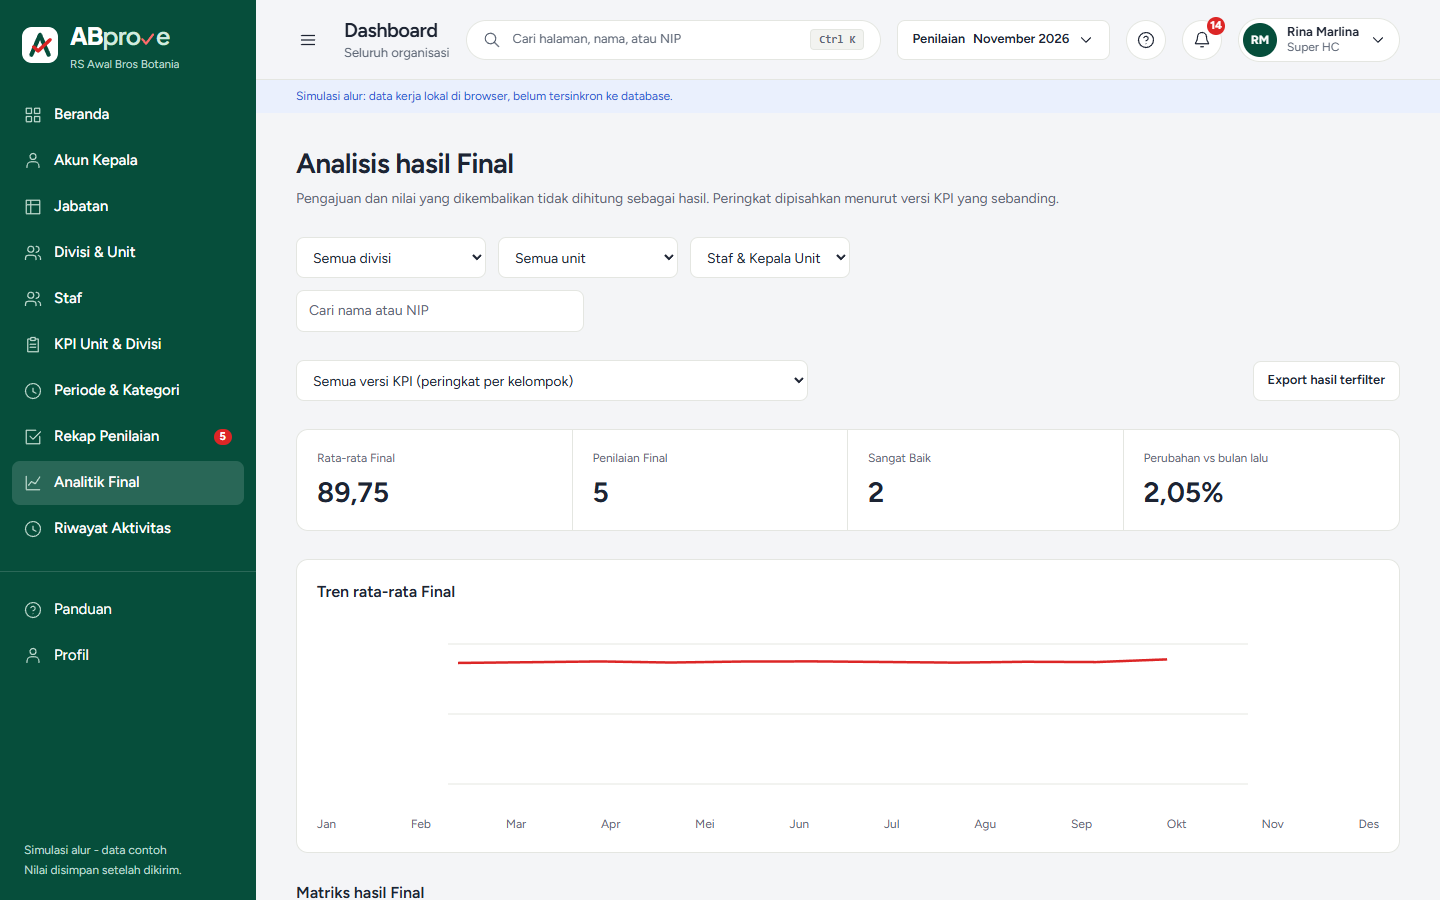 ABprove
RS Awal Bros Botania
Beranda
Akun Kepala
Jabatan
Divisi & Unit
Staf
KPI Unit & Divisi
Periode & Kategori
Rekap Penilaian 5
Analitik Final
Riwayat Aktivitas
Panduan
Profil
Simulasi alur - data contoh
Nilai disimpan setelah dikirim.
Dashboard
Seluruh organisasi
Cari halaman, nama, atau NIP
Ctrl K
Penilaian November 2026
14
RM
Rina Marlina
Super HC
Simulasi alur: data kerja lokal di browser, belum tersinkron ke database.
Analisis hasil Final
Pengajuan dan nilai yang dikembalikan tidak dihitung sebagai hasil. Peringkat dipisahkan menurut versi KPI yang sebanding.
Semua divisi
Semua unit
Staf & Kepala Unit
Cari nama atau NIP
Semua versi KPI (peringkat per kelompok)
Export hasil terfilter
Rata-rata Final
89,75
Penilaian Final
5
Sangat Baik
2
Perubahan vs bulan lalu
2,05%
Tren rata-rata Final
Jan Feb Mar Apr Mei Jun Jul Agu Sep Okt Nov Des
Matriks hasil Final